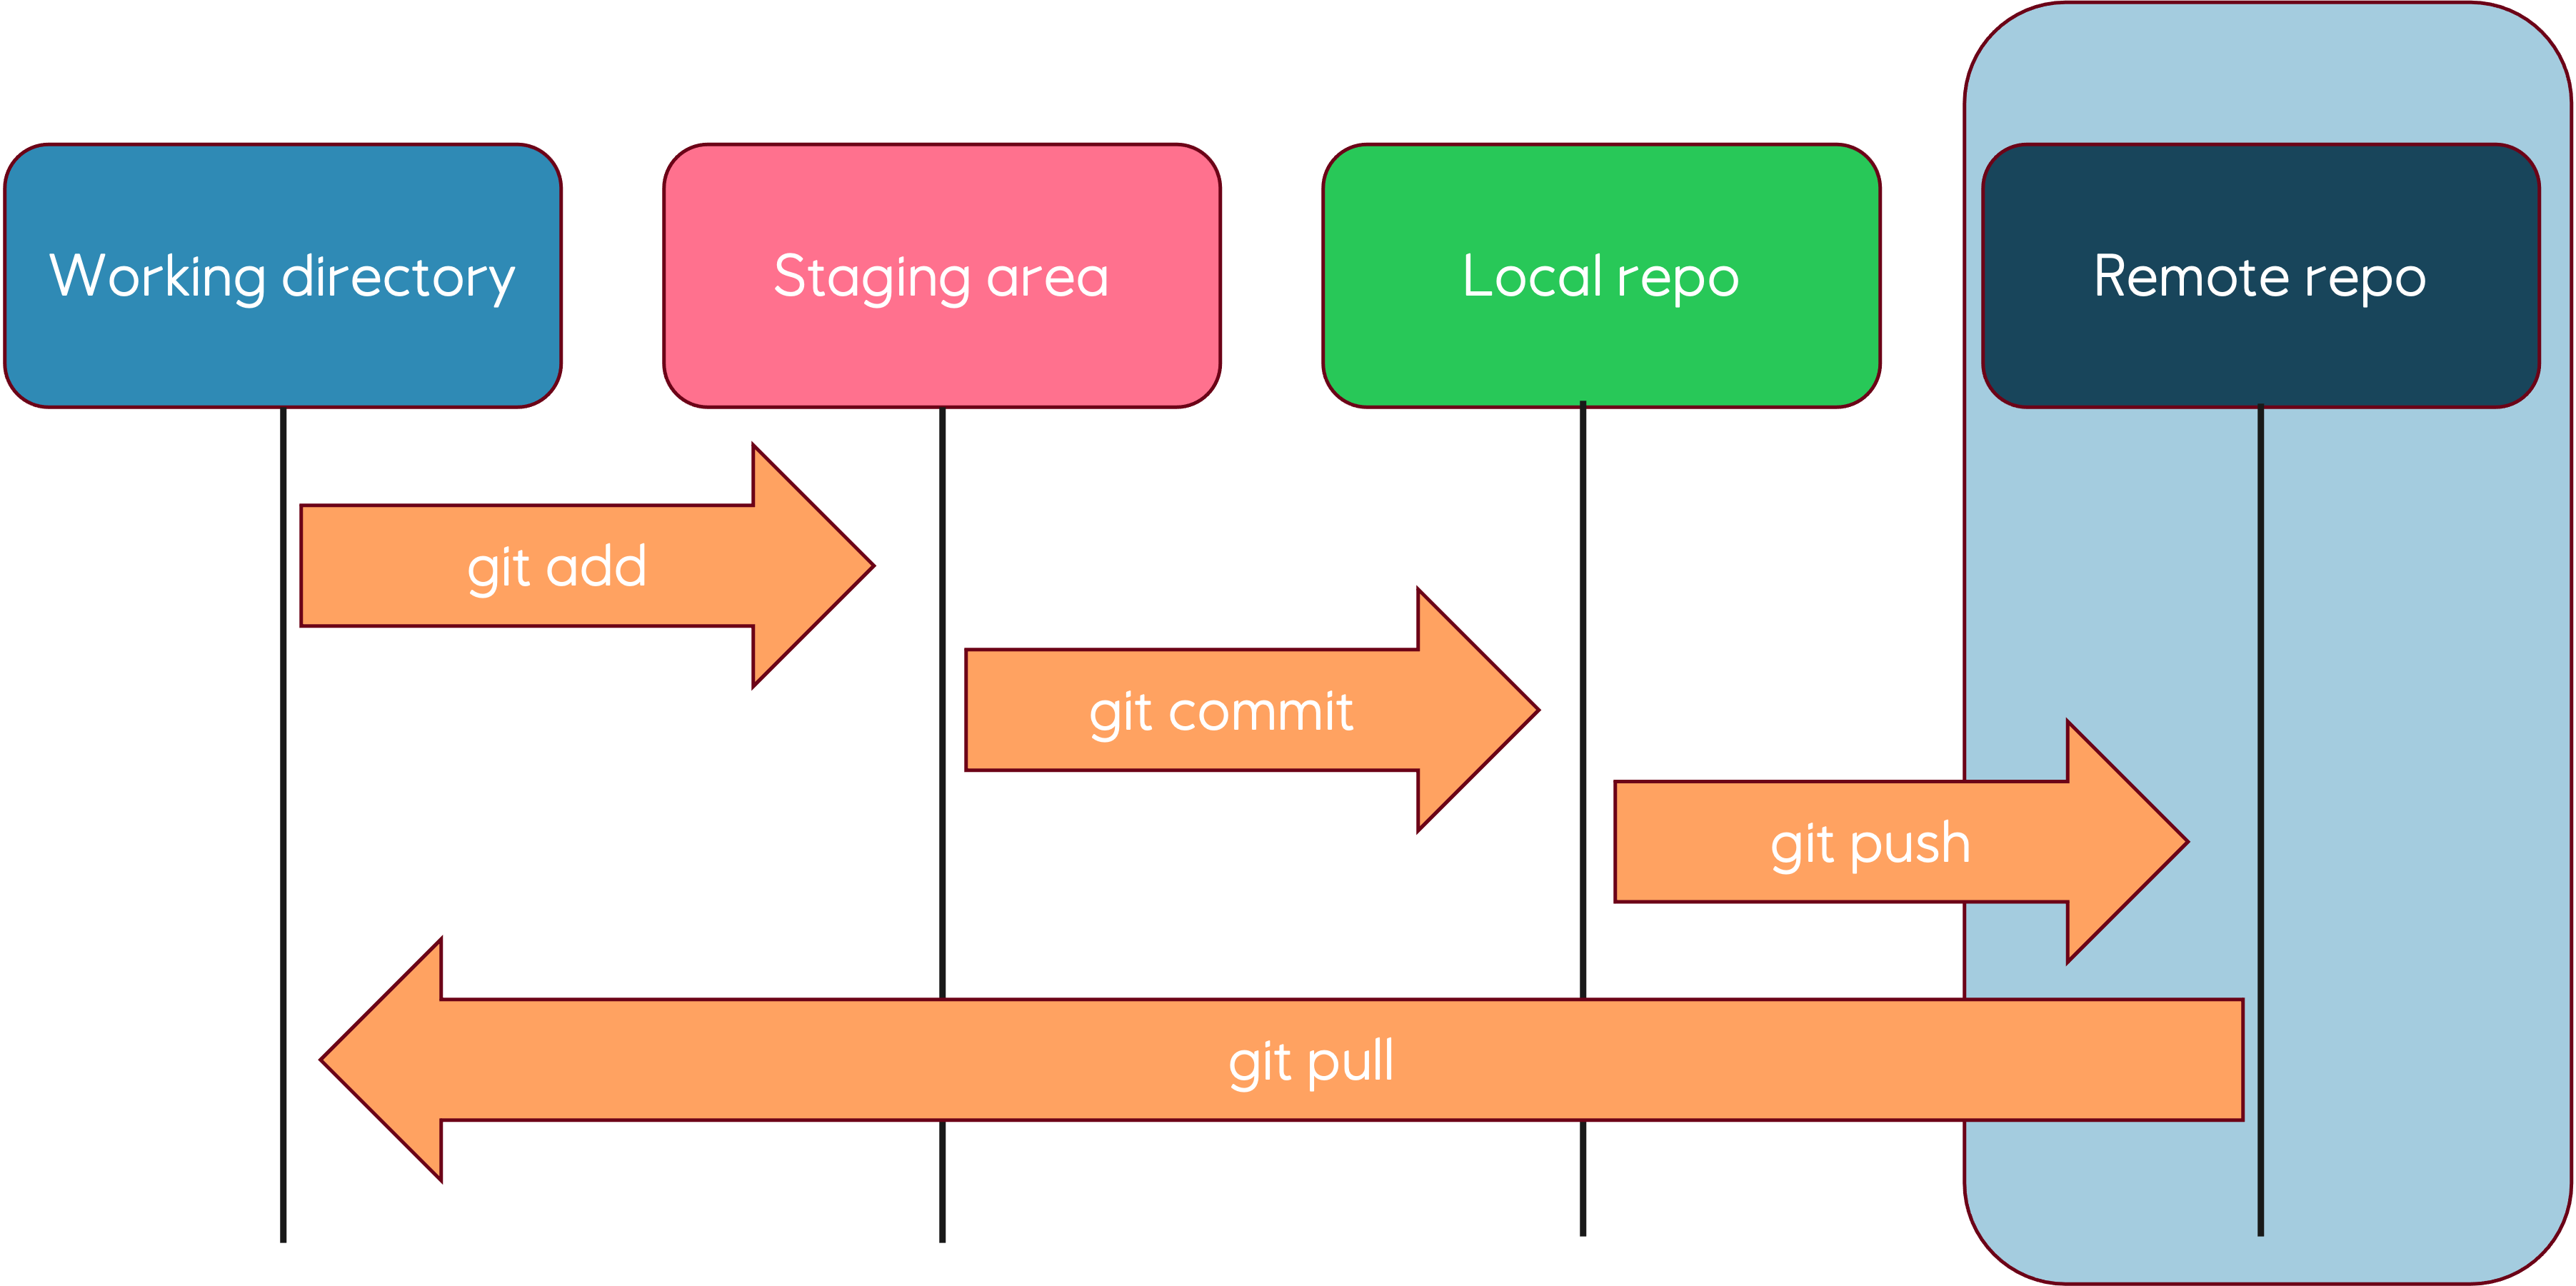 Working directory
Staging area
Local repo
Remote repo
git add
git commit
git push
git pull